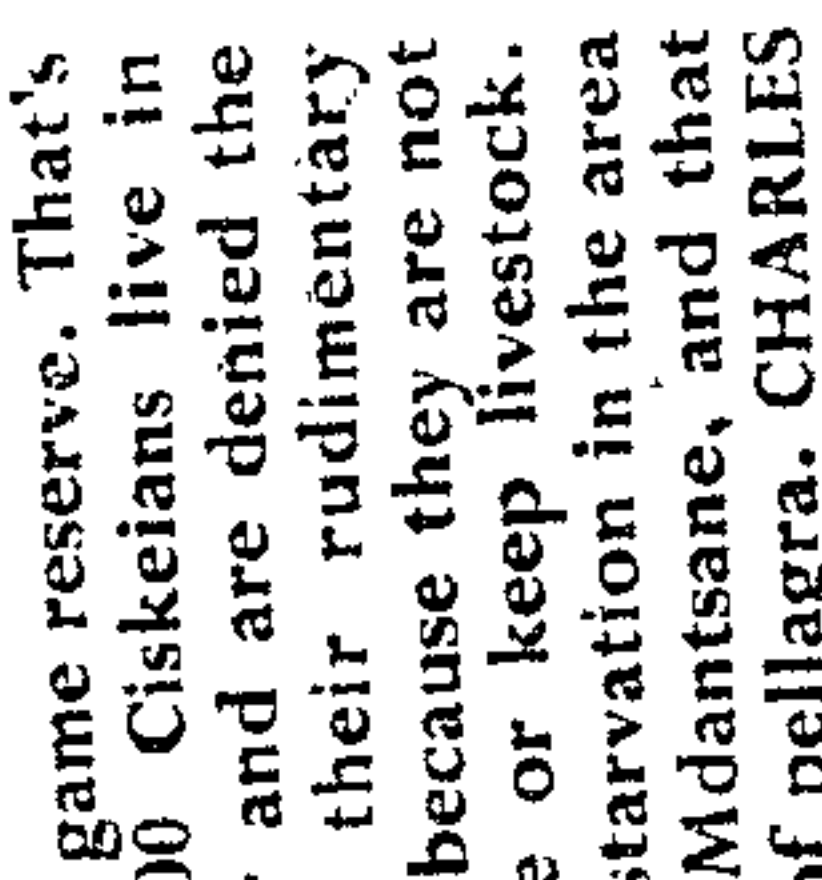 game reserve. That's
00 Ciskeians live in
and are denied the
their rudimentary
because they are not
e or keep livestock.
starvation in the area
Mdantsane, and that
of pellagra. CHARLES